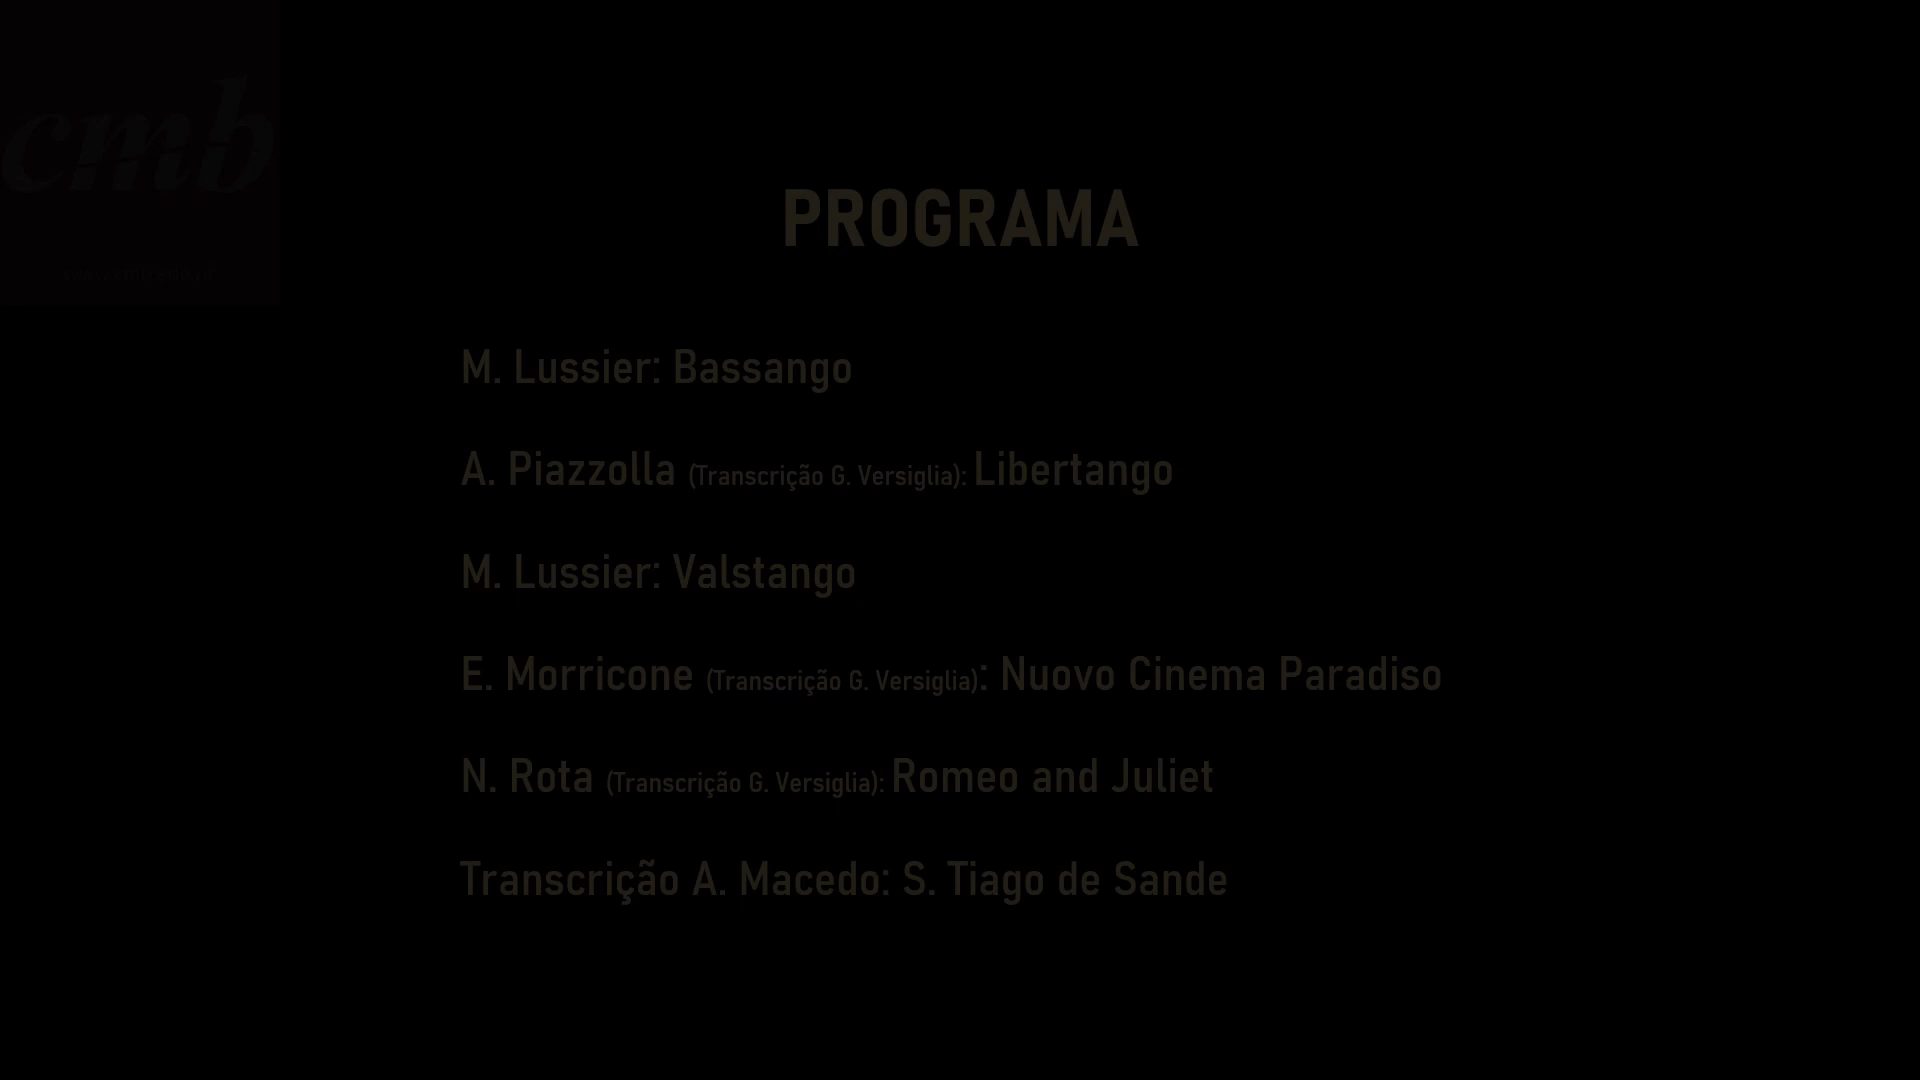 cmb
PROGRAMA
M. Lussier: Bassango
A. Piazzolla (Transcrição G. Versiglia): Libertango
M. Lussier: Valstango
E. Morricone (Transcrição G. Versiglia): Nuovo Cinema Paradiso
N. Rota (Transcrição G. Versiglia): Romeo and Juliet
Transcrição A. Macedo: S. Tiago de Sande